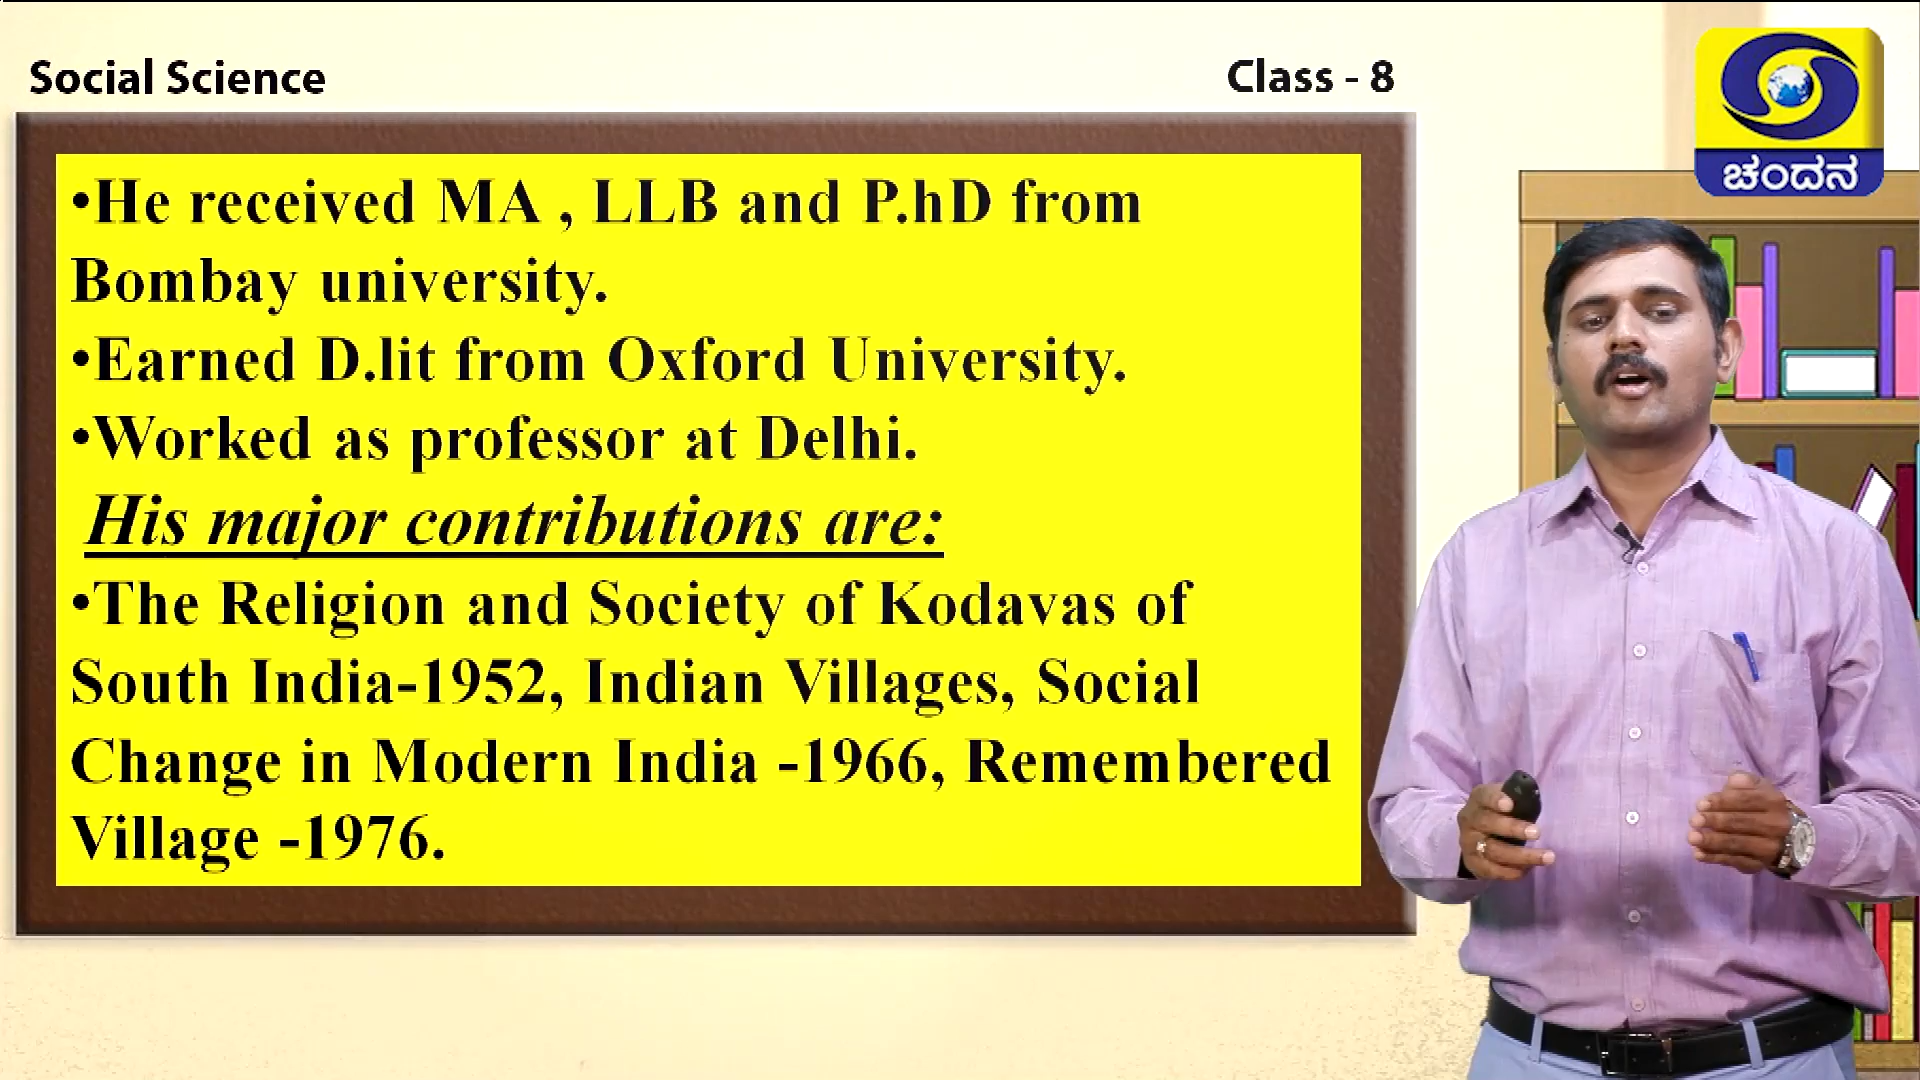 Social Science
Class - 8
ಚಂದನ
•He received MA , LLB and P.hD from
Bombay university.
•Earned D.lit from Oxford University.
•Worked as professor at Delhi.
His major contributions are:
•The Religion and Society of Kodavas of
South India-1952, Indian Villages, Social
Change in Modern India -1966, Remembered
Village -1976.